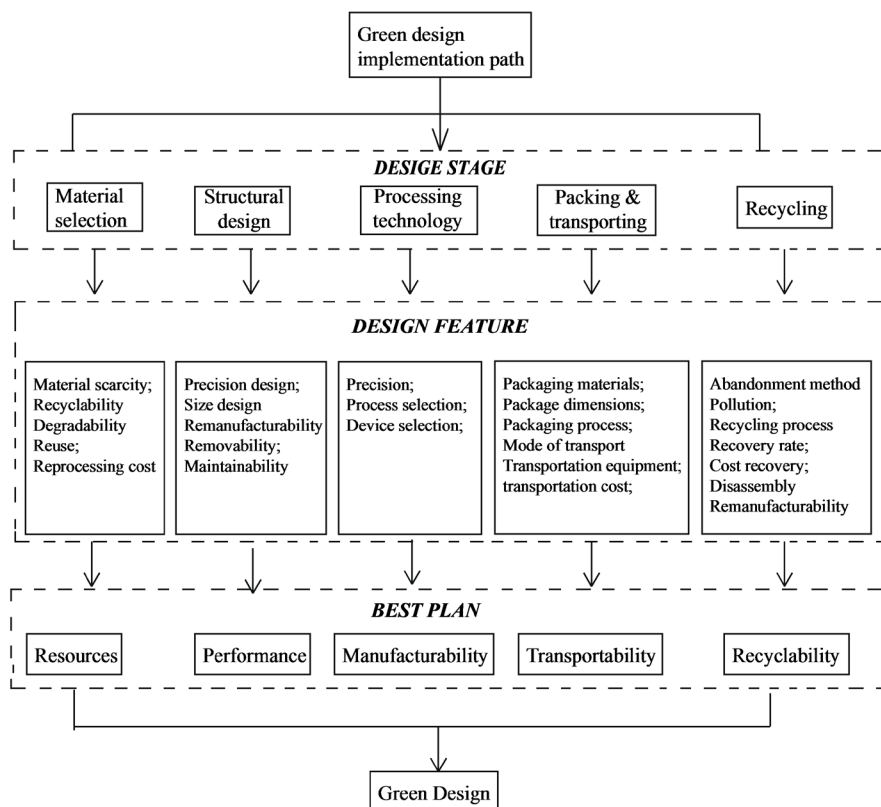 Green design
implementation path
DESIGE STAGE
Material
selection
Structural
design
Processing
technology
Packing &
transporting
Recycling
DESIGN FEATURE
Material scarcity;
Recyclability
Degradability
Reuse;
Reprocessing cost
Precision design;
Size design
Remanufacturability
Removability;
Maintainability
Precision;
Process selection;
Device selection;
Packaging materials;
Package dimensions;
Packaging process;
Mode of transport
Transportation equipment;
transportation cost;
Abandonment method
Pollution;
Recycling process
Recovery rate;
Cost recovery;
Disassembly
Remanufacturability
BEST PLAN
Resources
Performance
Manufacturability
Transportability
Recyclability
Green Design